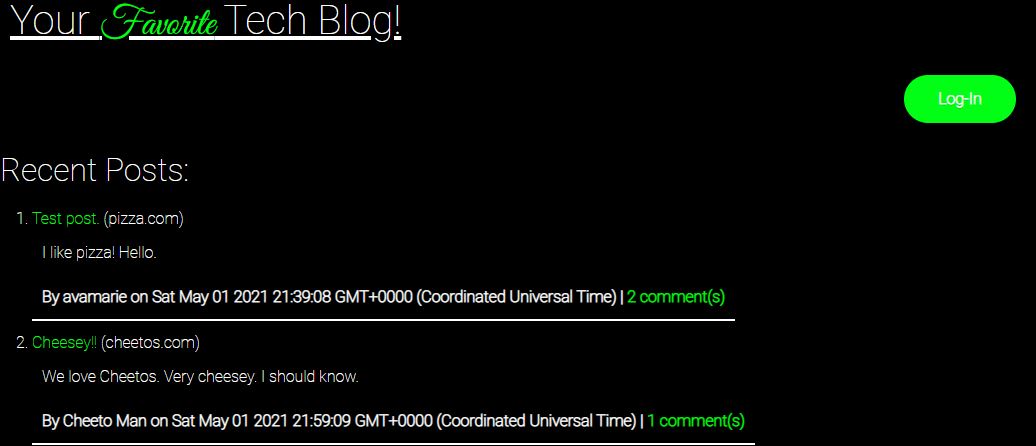 Your Favorite Tech Blog!
Log-In
Recent Posts:
1. Test post. (pizza.com)
I like pizza! Hello.
By avamarie on Sat May 01 2021 21:39:08 GMT+0000 (Coordinated Universal Time) | 2 comment(s)
2. Cheesey!! (cheetos.com)
We love Cheetos. Very cheesey. I should know.
By Cheeto Man on Sat May 01 2021 21:59:09 GMT+0000 (Coordinated Universal Time) | 1 comment(s)